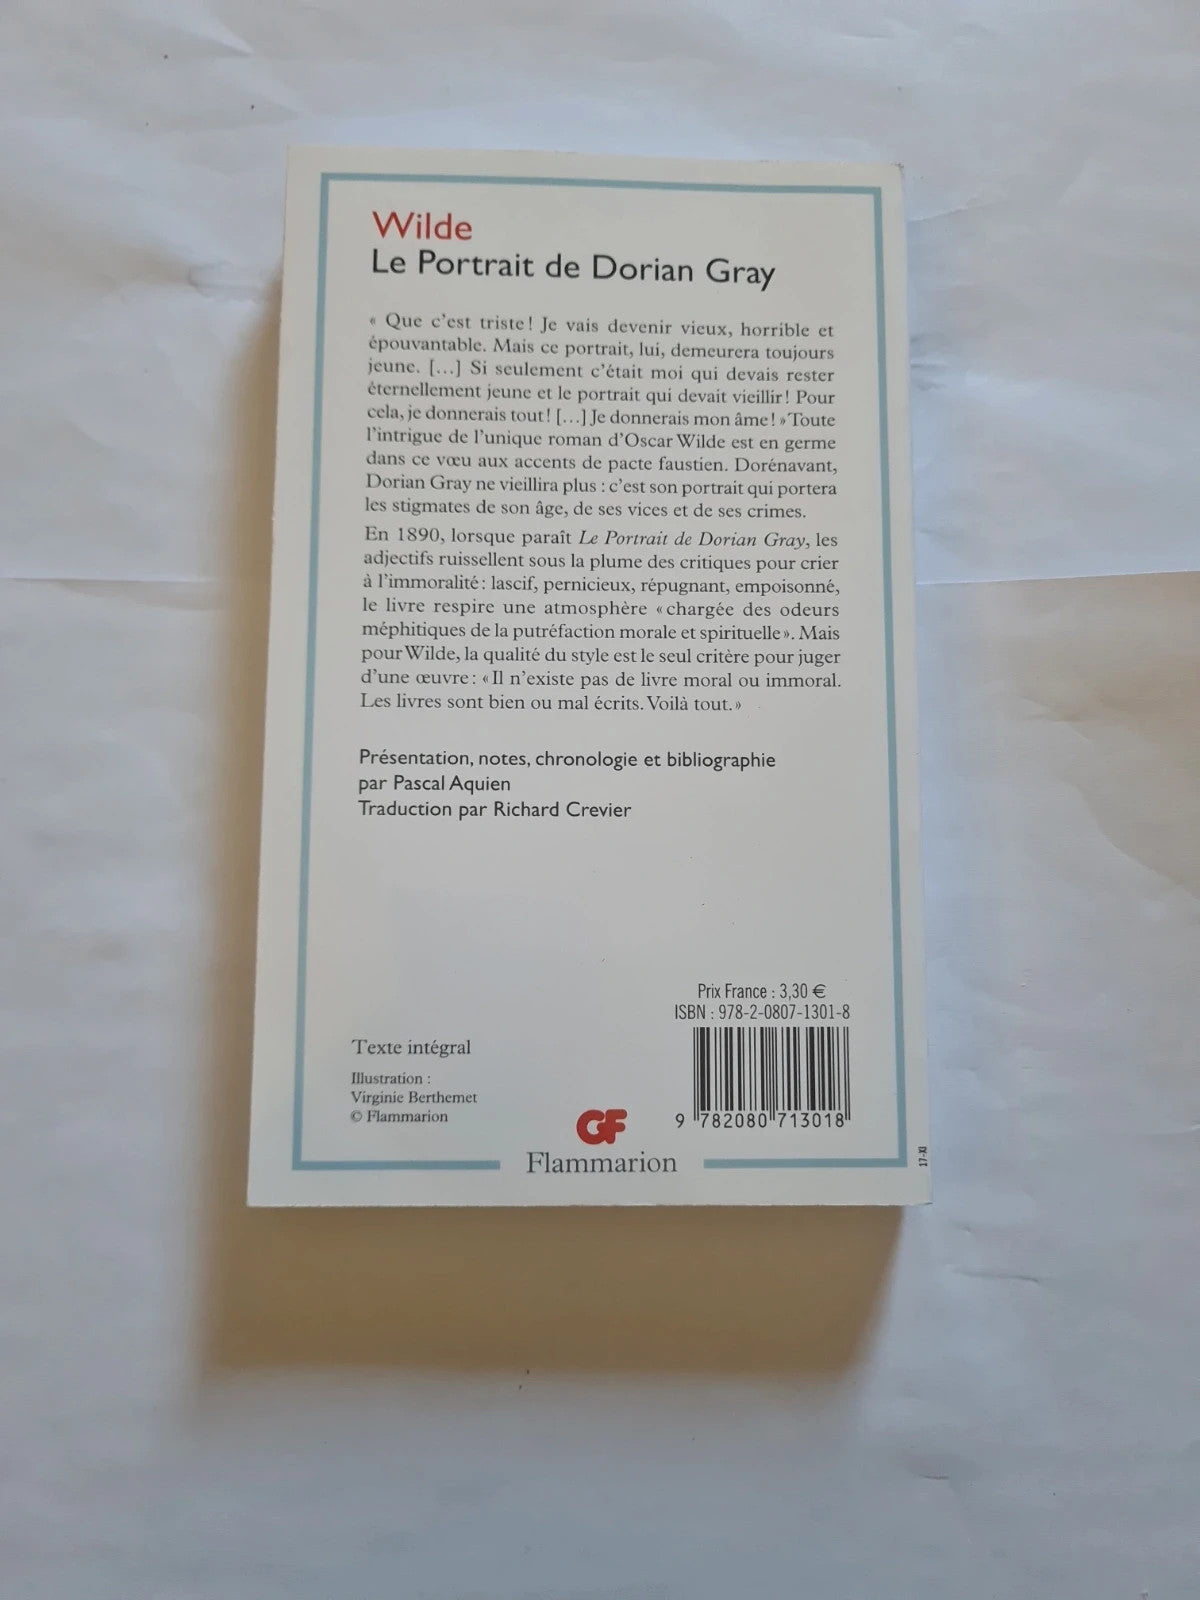 Wilde
Le Portrait de Dorian Gray
« Que c'est triste ! Je vais devenir vieux, horrible et
épouvantable. Mais ce portrait, lui, demeurera toujours
jeune. […] Si seulement c'était moi qui devais rester
éternellement jeune et le portrait qui devait vieillir ! Pour
cela, je donnerais tout ! […] Je donnerais mon âme ! » Toute
l'intrigue de l'unique roman d'Oscar Wilde est en germe
dans ce vœu aux accents de pacte faustien. Dorénavant,
Dorian Gray ne vieillira plus : c'est son portrait qui portera
les stigmates de son âge, de ses vices et de ses crimes.
En 1890, lorsque paraît Le Portrait de Dorian Gray, les
adjectifs ruissellent sous la plume des critiques pour crier
à l'immoralité : lascif, pernicieux, répugnant, empoisonné,
le livre respire une atmosphère « chargée des odeurs
méphitiques de la putréfaction morale et spirituelle ». Mais
pour Wilde, la qualité du style est le seul critère pour juger
d'une œuvre : « Il n'existe pas de livre moral ou immoral.
Les livres sont bien ou mal écrits. Voilà tout. »
Présentation, notes, chronologie et bibliographie
par Pascal Aquien
Traduction par Richard Crevier
Prix France : 3,30 €
ISBN : 978-2-0807-1301-8
Texte intégral
Illustration :
Virginie Berthemet
© Flammarion
9 782080 713018
GF
Flammarion
17-XI